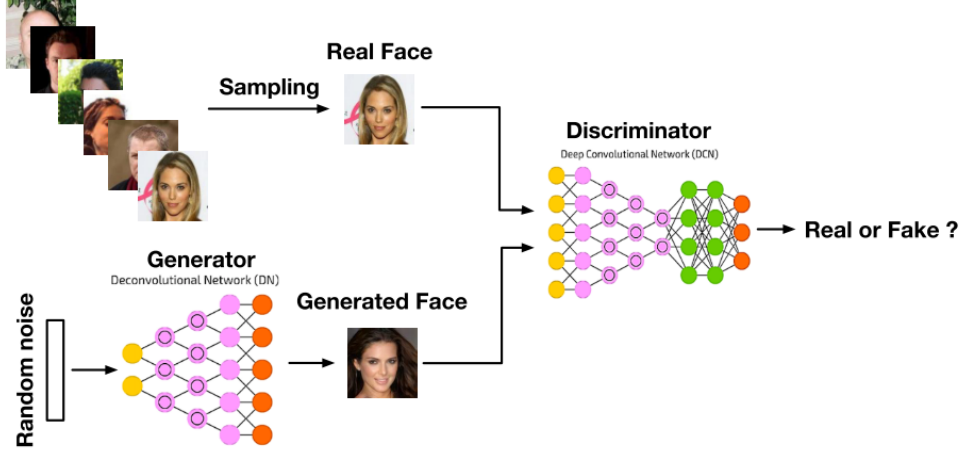 Real Face
Sampling
Discriminator
Deep Convolutional Network (DCN)
Real or Fake ?
Generator
Deconvolutional Network (DN)
Generated Face
Random noise